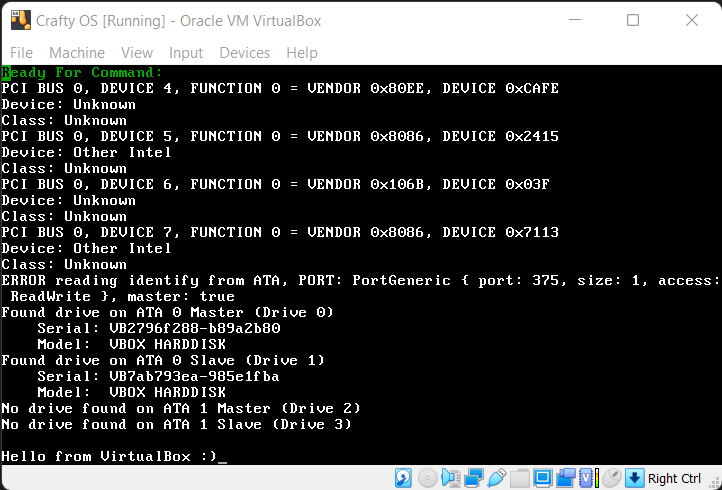 Crafty OS [Running] - Oracle VM VirtualBox
File Machine View Input Devices Help
Ready For Command:
PCI BUS 0, DEVICE 4, FUNCTION 0 = VENDOR 0x80EE, DEVICE 0xCAFE
Device: Unknown
Class: Unknown
PCI BUS 0, DEVICE 5, FUNCTION 0 = VENDOR 0x8086, DEVICE 0x2415
Device: Other Intel
Class: Unknown
PCI BUS 0, DEVICE 6, FUNCTION 0 = VENDOR 0x106B, DEVICE 0x03F
Device: Unknown
Class: Unknown
PCI BUS 0, DEVICE 7, FUNCTION 0 = VENDOR 0x8086, DEVICE 0x7113
Device: Other Intel
Class: Unknown
ERROR reading identify from ATA, PORT: PortGeneric { port: 375, size: 1, access:
 ReadWrite }, master: true
Found drive on ATA 0 Master (Drive 0)
    Serial: VB2796f288-b89a2b80
    Model:  VBOX HARDDISK
Found drive on ATA 0 Slave (Drive 1)
    Serial: VB7ab793ea-985e1fba
    Model:  VBOX HARDDISK
No drive found on ATA 1 Master (Drive 2)
No drive found on ATA 1 Slave (Drive 3)
Hello from VirtualBox :)_
Right Ctrl